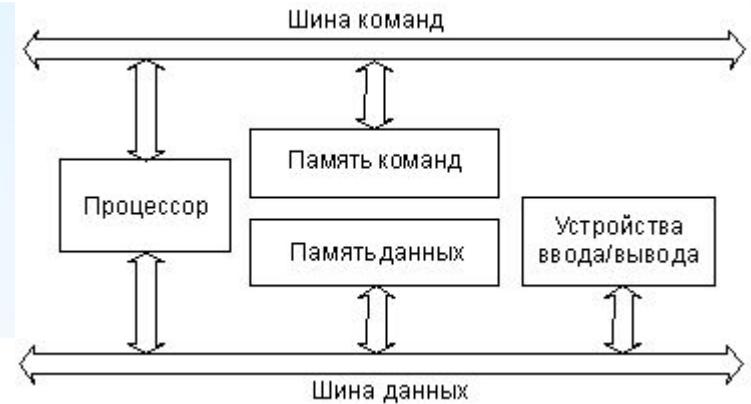 Шина команд
Память команд
Процессор
Память данных
Устройства
ввода/вывода
Шина данных